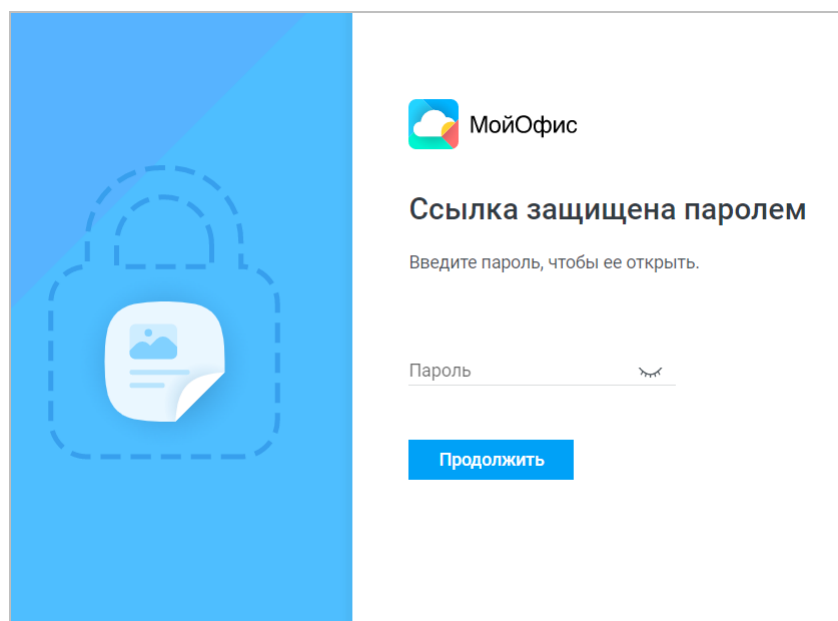 МойОфис
Ссылка защищена паролем
Введите пароль, чтобы ее открыть.
Пароль
Продолжить